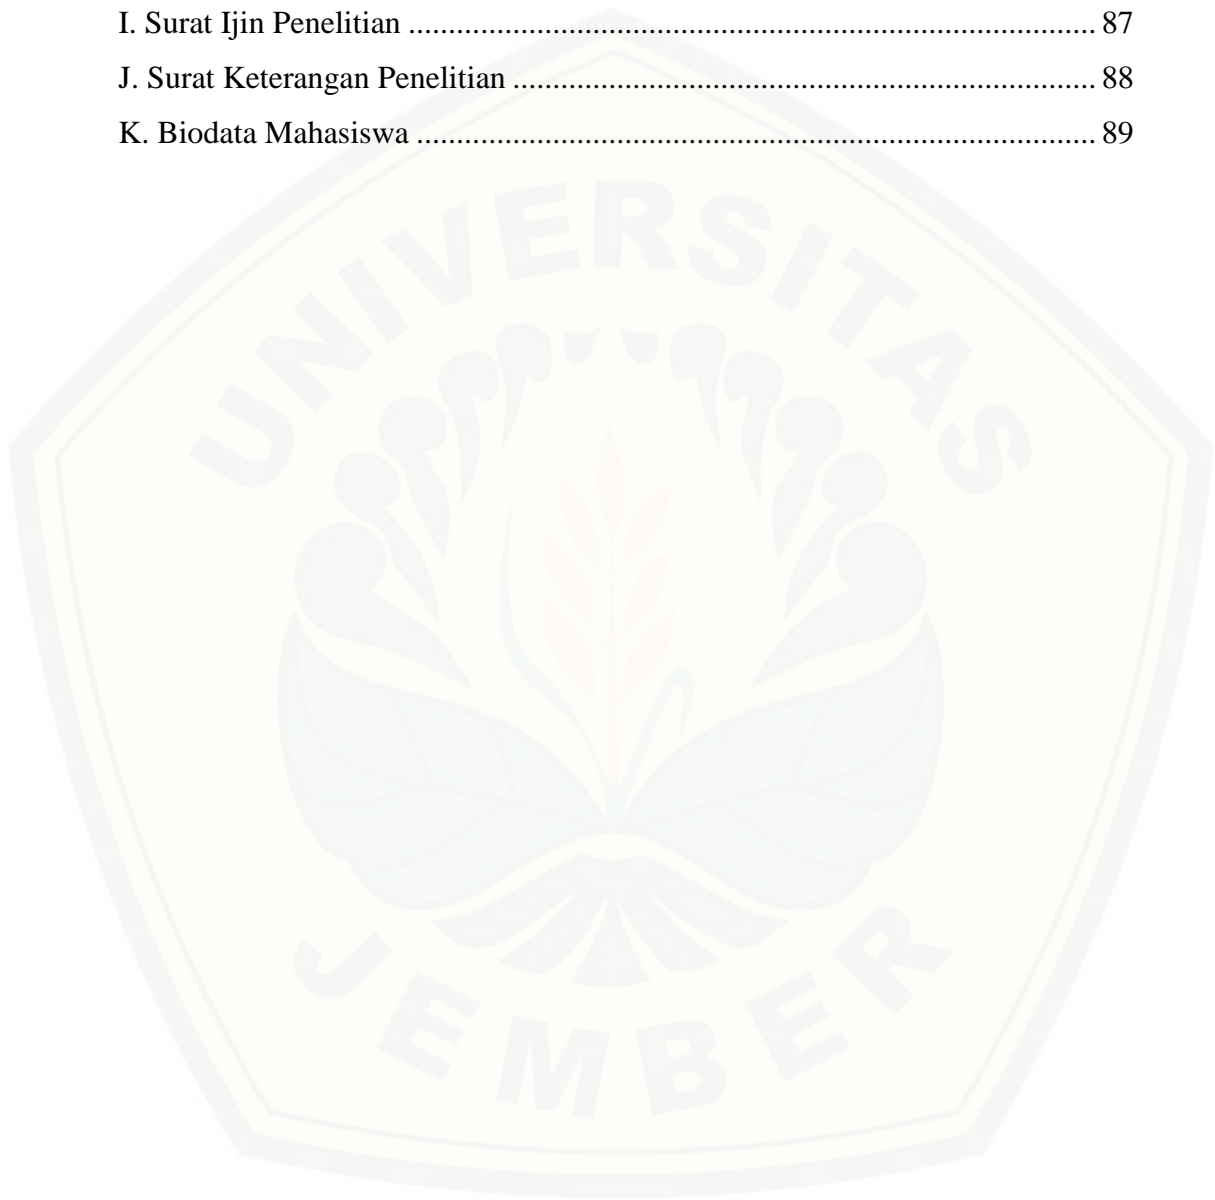 I. Surat Ijin Penelitian ........................................................................................ 87
J. Surat Keterangan Penelitian .......................................................................... 88
K. Biodata Mahasiswa ...................................................................................... 89
UNIVERSITAS
JEMBER